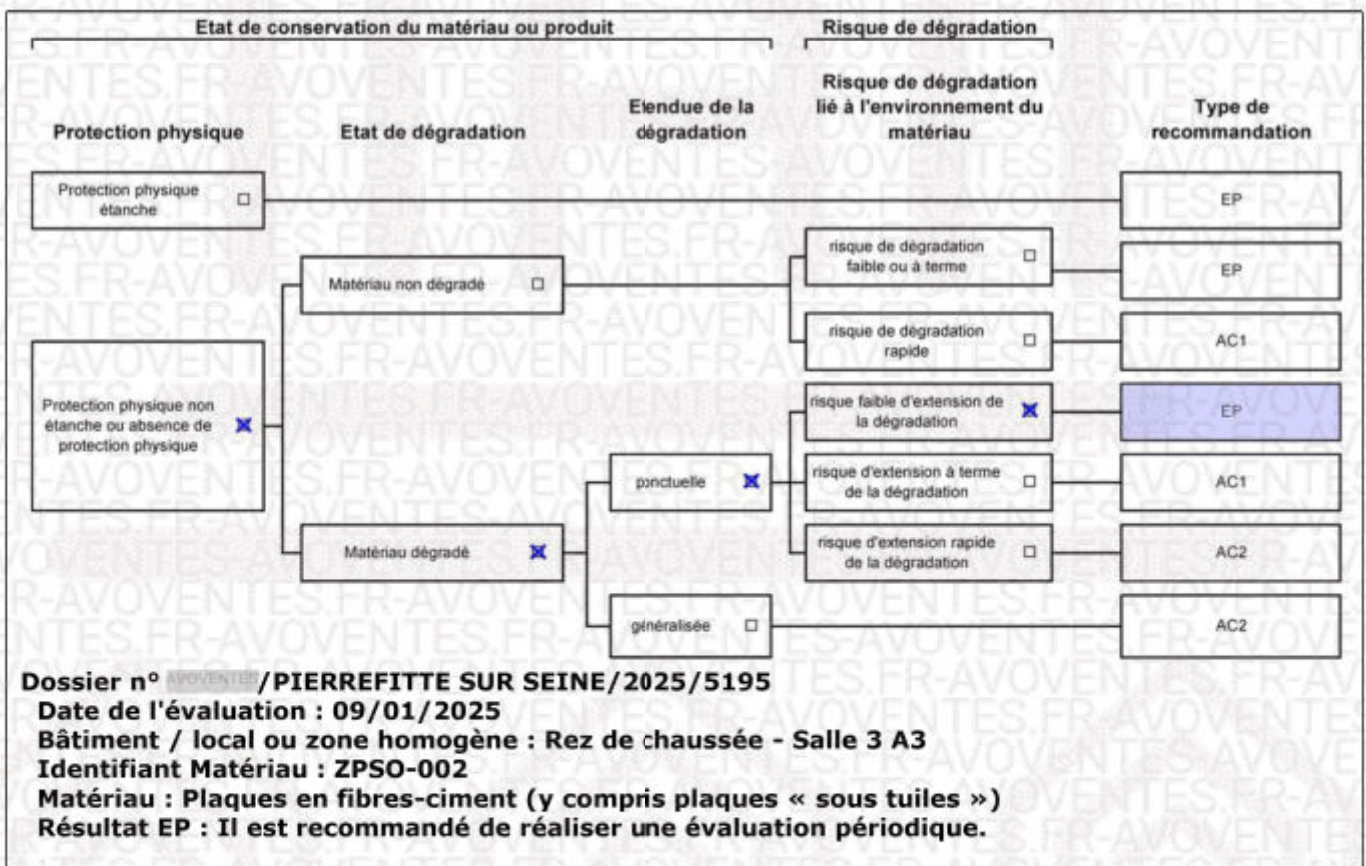 Etat de conservation du matériau ou produit
Risque de dégradation
Protection physique
Etat de dégradation
Etendue de la
dégradation
Risque de dégradation
lié à l'environnement du
matériau
Type de
recommandation
Protection physique
étanche
EP
Matériau non dégradé
risque de dégradation
faible ou à terme
EP
risque de dégradation
rapide
AC1
Protection physique non
étanche ou absence de
protection physique
risque faible d'extension de
la dégradation
EP
ponctuelle
risque d'extension à terme
de la dégradation
AC1
Matériau dégradé
risque d'extension rapide
de la dégradation
AC2
généralisée
AC2
Dossier n° AVOVENTES/PIERREFITTE SUR SEINE/2025/5195
Date de l'évaluation : 09/01/2025
Bâtiment / local ou zone homogène : Rez de chaussée - Salle 3 A3
Identifiant Matériau : ZPSO-002
Matériau : Plaques en fibres-ciment (y compris plaques « sous tuiles »)
Résultat EP : Il est recommandé de réaliser une évaluation périodique.